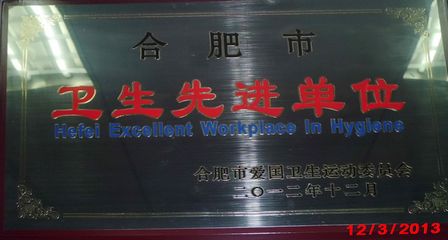 合肥市
卫生先进单位
Hefei Excellent Workplace In Hygiene
合肥市爱国卫生运动委员会
二〇一二年十二月
12/3/2013